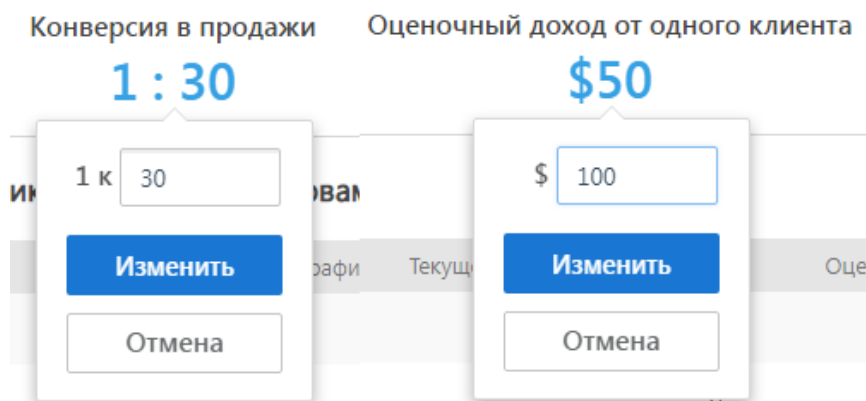 Конверсия в продажи
1 : 30
1 к 30
Изменить
Отмена
Оценочный доход от одного клиента
$50
$ 100
Изменить
Отмена